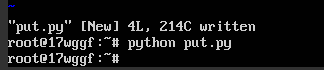 "put.py" [New] 4L, 214C written
root@17wggf:~# python put.py
root@17wggf:~#